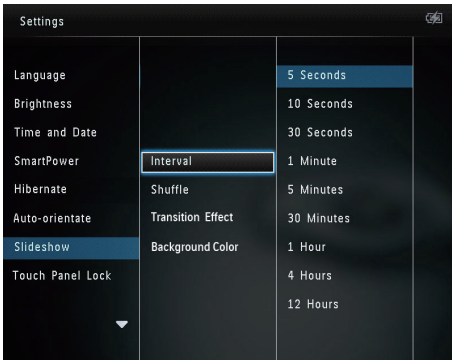 Settings
Language
Brightness
Time and Date
SmartPower
Hibernate
Auto-orientate
Slideshow
Touch Panel Lock
Interval
Shuffle
Transition Effect
Background Color
5 Seconds
10 Seconds
30 Seconds
1 Minute
5 Minutes
30 Minutes
1 Hour
4 Hours
12 Hours